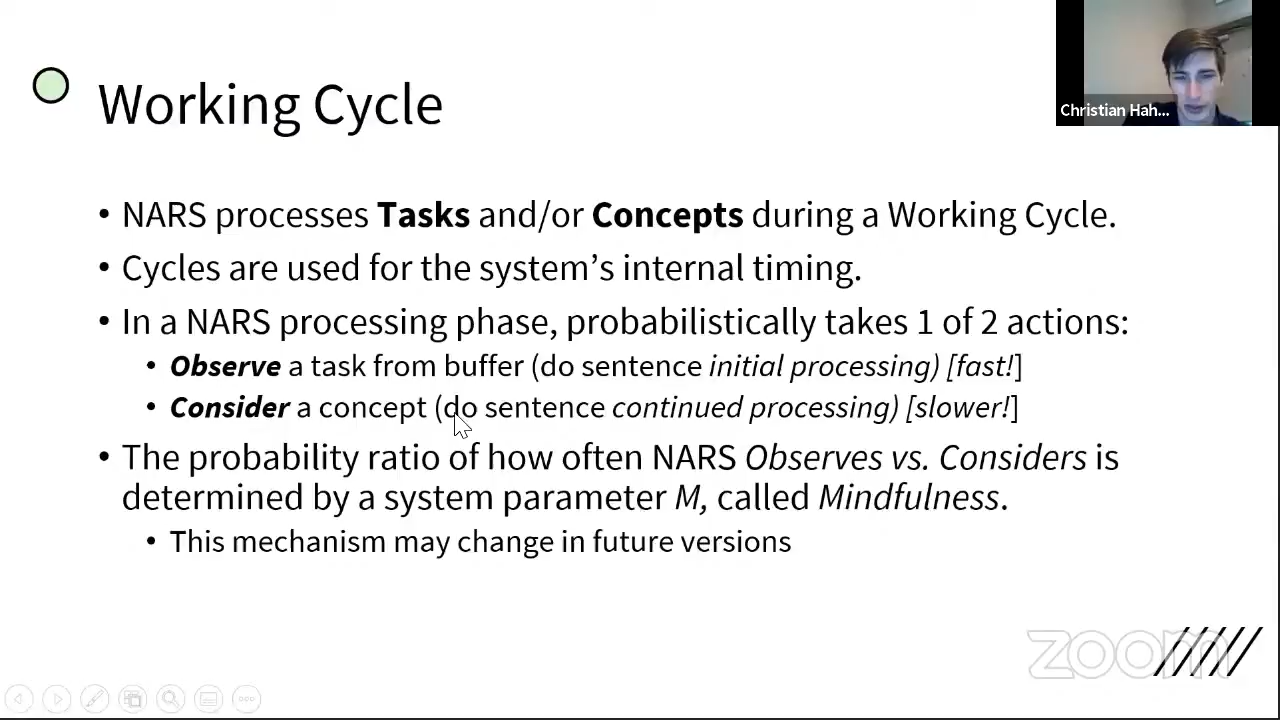 Christian Hah...
Working Cycle
• NARS processes Tasks and/or Concepts during a Working Cycle.
• Cycles are used for the system’s internal timing.
• In a NARS processing phase, probabilistically takes 1 of 2 actions:
• Observe a task from buffer (do sentence initial processing) [fast!]
• Consider a concept (do sentence continued processing) [slower!]
• The probability ratio of how often NARS Observes vs. Considers is
determined by a system parameter M, called Mindfulness.
• This mechanism may change in future versions
zoom